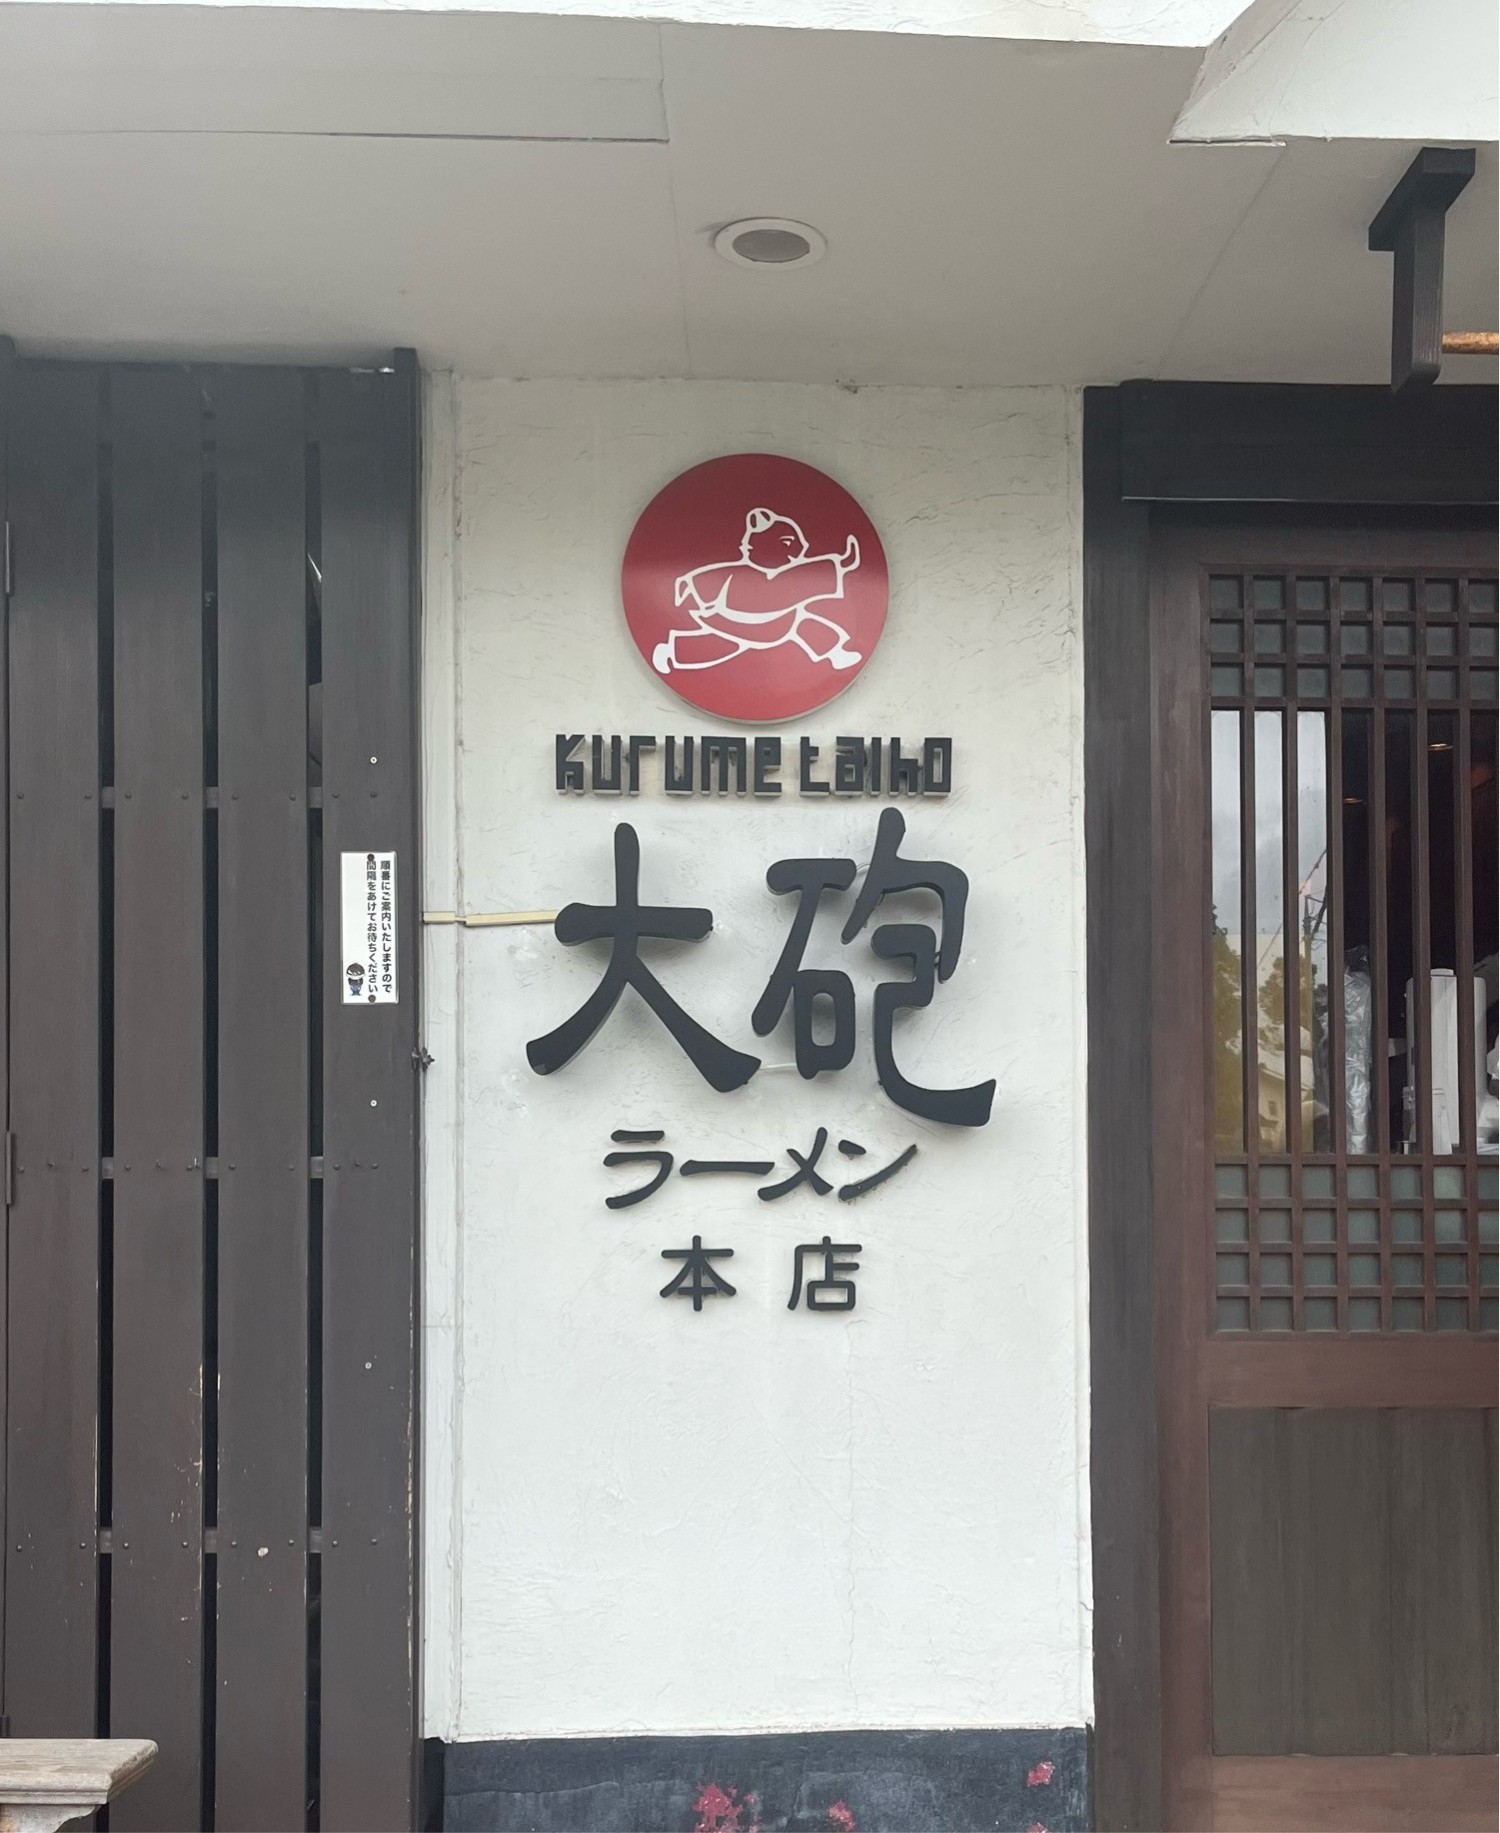 kurume taiho
大砲
ラーメン
本店
順番にご案内いたしますので
間隔をあけてお待ちください